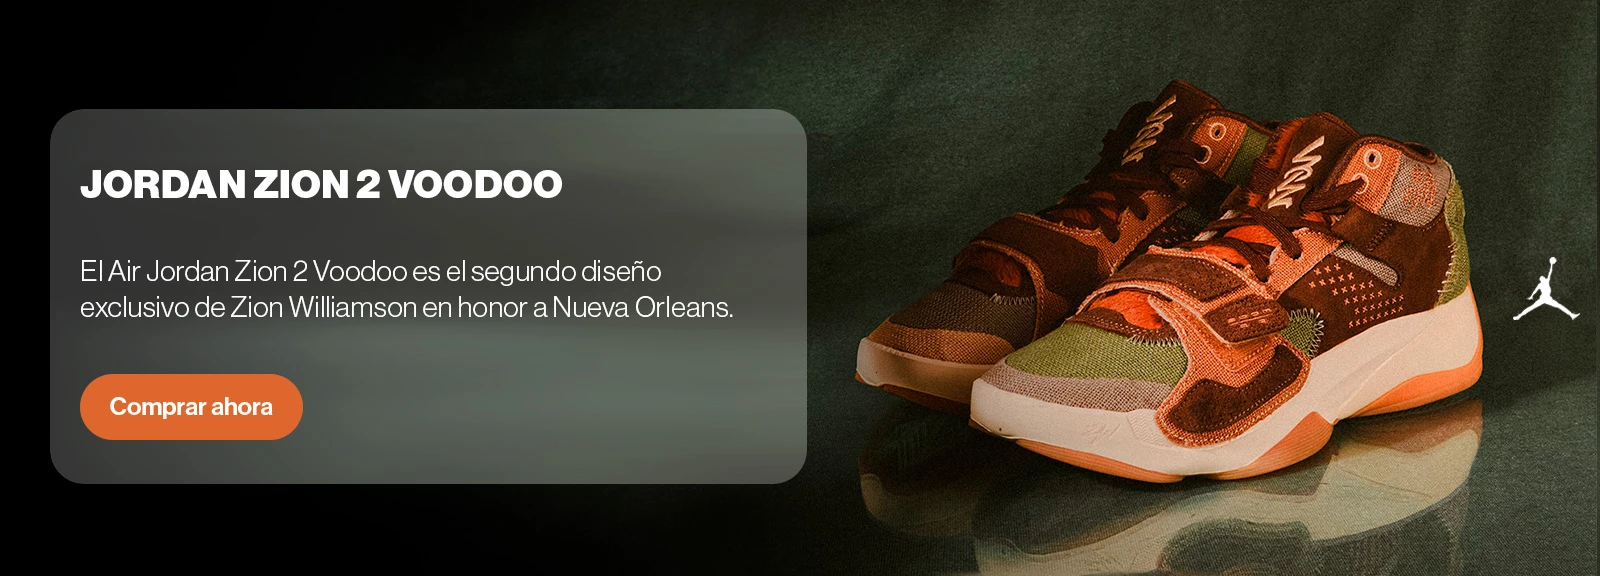 JORDAN ZION 2 VOODOO
El Air Jordan Zion 2 Voodoo es el segundo diseño
exclusivo de Zion Williamson en honor a Nueva Orleans.
Comprar ahora